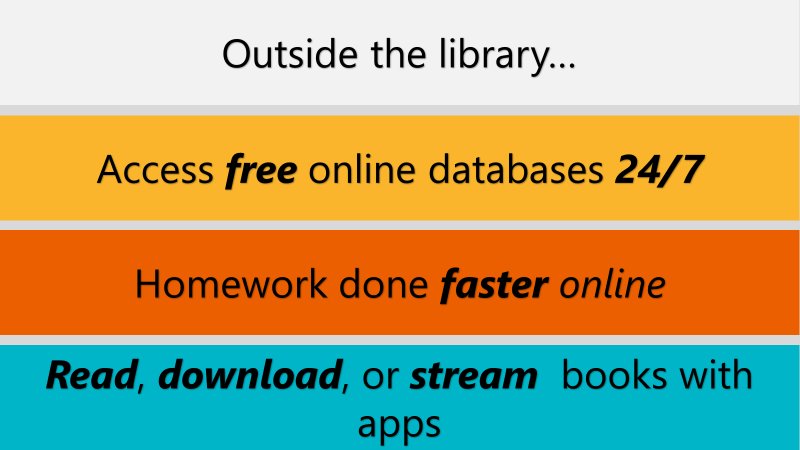 Outside the library…
Access free online databases 24/7
Homework done faster online
Read, download, or stream  books with
apps